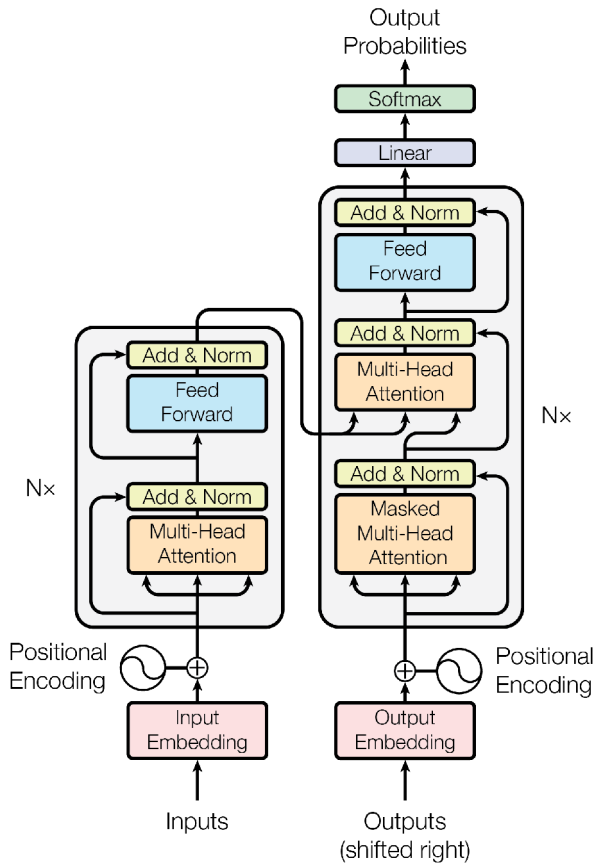 Output
Probabilities
Softmax
Linear
Add & Norm
Feed
Forward
Add & Norm
Multi-Head
Attention
Add & Norm
Masked
Multi-Head
Attention
N×
Add & Norm
Feed
Forward
Add & Norm
Multi-Head
Attention
N×
Positional
Encoding
Positional
Encoding
Input
Embedding
Output
Embedding
Inputs
Outputs
(shifted right)